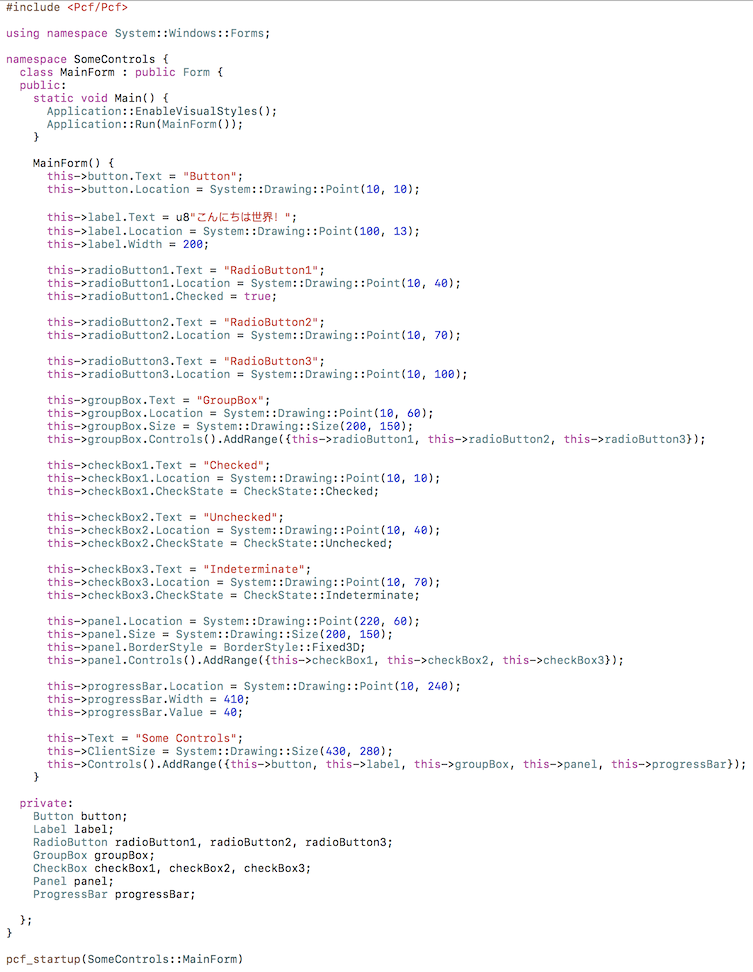 #include <Pcf/Pcf>

using namespace System::Windows::Forms;

namespace SomeControls {
  class MainForm : public Form {
  public:
    static void Main() {
      Application::EnableVisualStyles();
      Application::Run(MainForm());
    }

    MainForm() {
      this->button.Text = "Button";
      this->button.Location = System::Drawing::Point(10, 10);

      this->label.Text = u8"こんにちは世界! ";
      this->label.Location = System::Drawing::Point(100, 13);
      this->label.Width = 200;

      this->radioButton1.Text = "RadioButton1";
      this->radioButton1.Location = System::Drawing::Point(10, 40);
      this->radioButton1.Checked = true;

      this->radioButton2.Text = "RadioButton2";
      this->radioButton2.Location = System::Drawing::Point(10, 70);

      this->radioButton3.Text = "RadioButton3";
      this->radioButton3.Location = System::Drawing::Point(10, 100);

      this->groupBox.Text = "GroupBox";
      this->groupBox.Location = System::Drawing::Point(10, 60);
      this->groupBox.Size = System::Drawing::Size(200, 150);
      this->groupBox.Controls().AddRange({this->radioButton1, this->radioButton2, this->radioButton3});

      this->checkBox1.Text = "Checked";
      this->checkBox1.Location = System::Drawing::Point(10, 10);
      this->checkBox1.CheckState = CheckState::Checked;

      this->checkBox2.Text = "Unchecked";
      this->checkBox2.Location = System::Drawing::Point(10, 40);
      this->checkBox2.CheckState = CheckState::Unchecked;

      this->checkBox3.Text = "Indeterminate";
      this->checkBox3.Location = System::Drawing::Point(10, 70);
      this->checkBox3.CheckState = CheckState::Indeterminate;

      this->panel.Location = System::Drawing::Point(220, 60);
      this->panel.Size = System::Drawing::Size(200, 150);
      this->panel.BorderStyle = BorderStyle::Fixed3D;
      this->panel.Controls().AddRange({this->checkBox1, this->checkBox2, this->checkBox3});

      this->progressBar.Location = System::Drawing::Point(10, 240);
      this->progressBar.Width = 410;
      this->progressBar.Value = 40;

      this->Text = "Some Controls";
      this->ClientSize = System::Drawing::Size(430, 280);
      this->Controls().AddRange({this->button, this->label, this->groupBox, this->panel, this->progressBar});
    }

  private:
    Button button;
    Label label;
    RadioButton radioButton1, radioButton2, radioButton3;
    GroupBox groupBox;
    CheckBox checkBox1, checkBox2, checkBox3;
    Panel panel;
    ProgressBar progressBar;

  };
}

pcf_startup(SomeControls::MainForm)